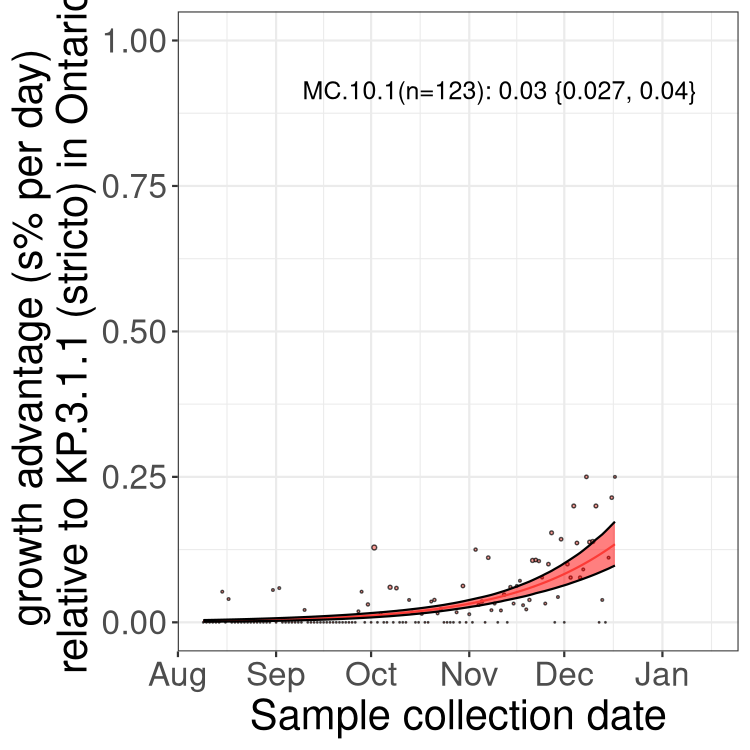 growth advantage (s% per day)
relative to KP.3.1.1 (stricto) in Ontario
1.00
0.75
0.50
0.25
0.00
MC.10.1(n=123): 0.03 {0.027, 0.04}
Aug Sep Oct Nov Dec Jan
Sample collection date